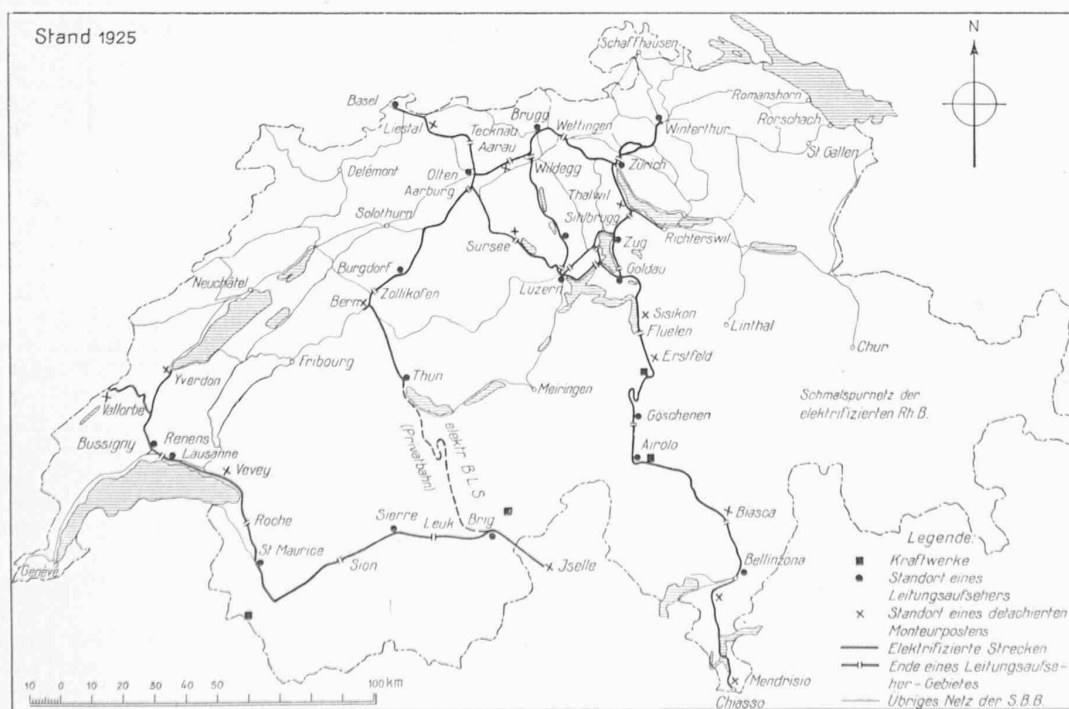 Stand 1925
N
Schaffhausen
Basel
Liestal
Tecknau
Aarau
Brugg
Wettingen
Winterthur
Romanshorn
Rorschach
St Gallen
Delémont
Olten
Aarburg
Wildegg
Zürich
Thalwil
Sihlbrugg
Solothurn
Sursee
Zug
Richterswil
Burgdorf
Luzern
Goldau
Neuchâtel
Bern
Zollikofen
Sisikon
Flüelen
Linthal
Chur
Fribourg
Erstfeld
Yverdon
Thun
Meiringen
Schmalspurnetz der
elektrifizierten Rh B.
Vallorbe
Göschenen
Bussigny
Renens
Lausanne
(Privatbahn)
elektr. B L S
Airolo
Vevey
Biasca
Roche
Sierre
Leuk
Brig
St Maurice
Sion
Iselle
Bellinzona
Genève
Mendrisio
Chiasso
Legende:
Kraftwerke
Standort eines
Leitungsaufsehers
Standort eines detachierten
Monteurpostens
Elektrifizierte Strecken
Ende eines Leitungsaufse-
her-Gebietes
Übriges Netz der S.B.B.
10 0 10 20 30 40 50 100 km